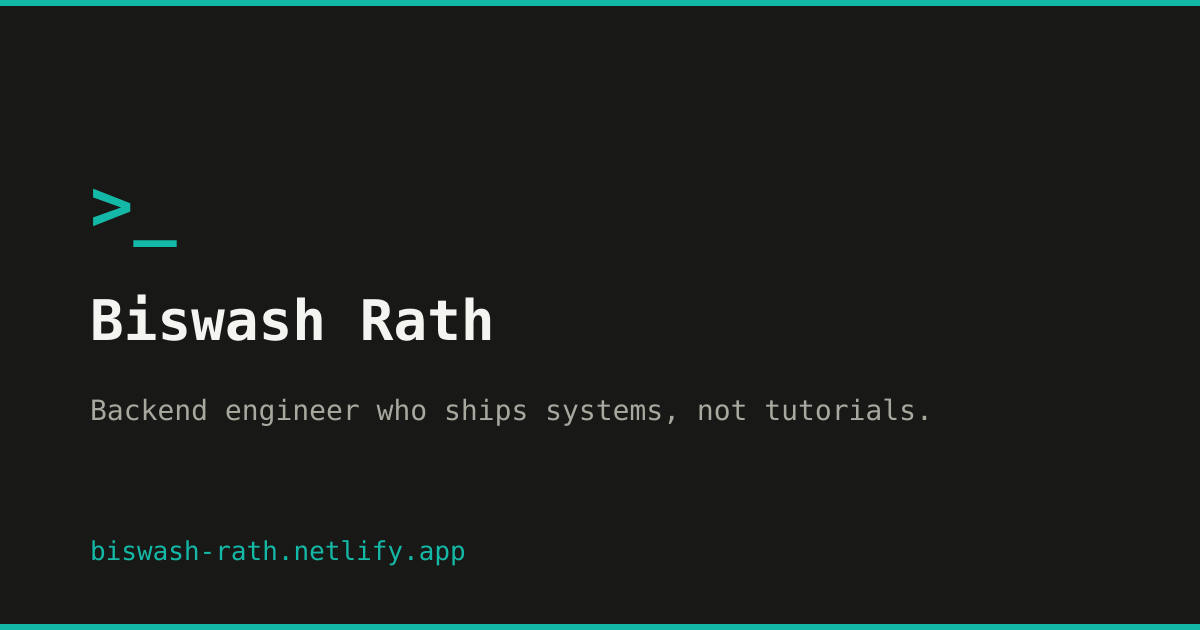 >_
Biswash Rath
Backend engineer who ships systems, not tutorials.
biswash-rath.netlify.app